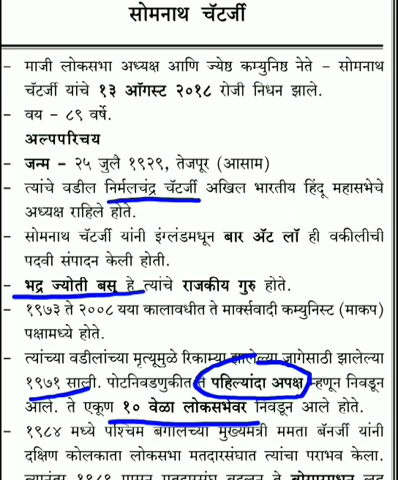 सोमनाथ चॅटर्जी
– माजी लोकसभा अध्यक्ष आणि ज्येष्ठ कम्युनिष्ठ नेते – सोमनाथ
चॅटर्जी यांचे १३ ऑगस्ट २०१८ रोजी निधन झाले.
– वय – ८९ वर्षे.
अल्पपरिचय
– जन्म – २५ जुलै १९२९, तेजपूर (आसाम)
– त्यांचे वडील निर्मलचंद्र चॅटर्जी अखिल भारतीय हिंदू महासभेचे
अध्यक्ष राहिले होते.
– सोमनाथ चॅटर्जी यांनी इंग्लंडमधून बार ॲट लॉ ही वकीलीची
पदवी संपादन केली होती.
– भद्र ज्योती बसू हे त्यांचे राजकीय गुरु होते.
– १९७३ ते २००८ यया कालावधीत ते मार्क्सवादी कम्युनिस्ट (माकप)
पक्षामध्ये होते.
– त्यांच्या वडीलांच्या मृत्यूमुळे रिकाम्या झालेल्या जागेसाठी झालेल्या
१९७१ साली. पोटनिवडणुकीत ते पहिल्यांदा अपक्ष म्हणून निवडून
आले. ते एकूण १० वेळा लोकसभेवर निवडून आले होते.
– १९८४ मध्ये पश्चिम बंगालच्या मुख्यमंत्री ममता बॅनर्जी यांनी
दक्षिण कोलकाता लोकसभा मतदारसंघात त्यांचा पराभव केला.